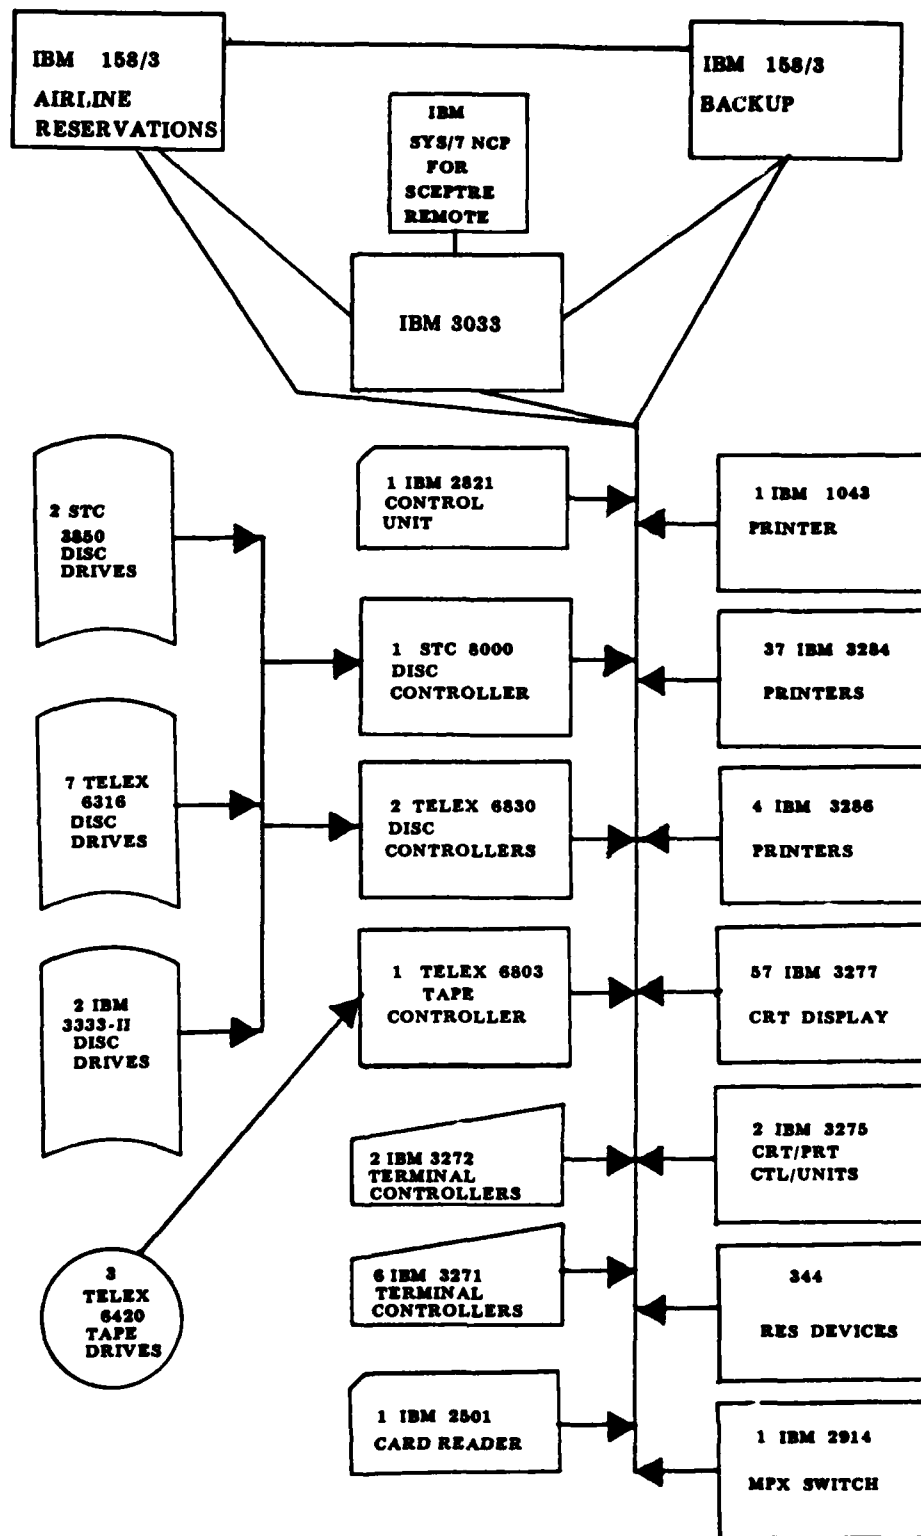 IBM 158/3
AIRLINE
RESERVATIONS
IBM 158/3
BACKUP
IBM
SYS/7 NCP
FOR
SCEPTRE
REMOTE
IBM 3033
2 STC
3850
DISC
DRIVES
7 TELEX
6316
DISC
DRIVES
2 IBM
3333-II
DISC
DRIVES
3
TELEX
6420
TAPE
DRIVES
1 IBM 2821
CONTROL
UNIT
1 STC 8000
DISC
CONTROLLER
2 TELEX 6830
DISC
CONTROLLERS
1 TELEX 6803
TAPE
CONTROLLER
2 IBM 3272
TERMINAL
CONTROLLERS
6 IBM 3271
TERMINAL
CONTROLLERS
1 IBM 2501
CARD READER
1 IBM 1043
PRINTER
37 IBM 3284
PRINTERS
4 IBM 3286
PRINTERS
57 IBM 3277
CRT DISPLAY
2 IBM 3275
CRT/PRT
CTL/UNITS
344
RES DEVICES
1 IBM 2914
MPX SWITCH